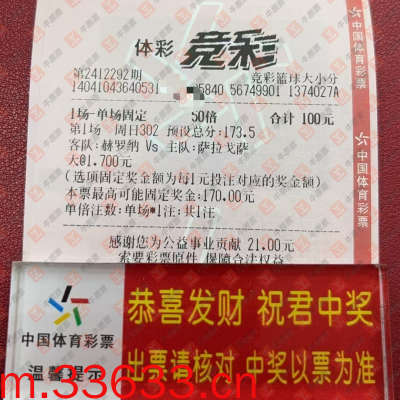 体彩 竞彩
第2412292期 竞彩篮球大小分
14041043640531 5840 56749901 1374027A
1场-单场固定 50倍 合计 100元
第1场 周日302 预设总分:173.5
客队:赫罗纳 Vs 主队:萨拉戈萨
大@1.700元
(选项固定奖金额为每1元投注对应的奖金额)
本票最高可能固定奖金:170.00元
单倍注数:单场*1注;共1注
感谢您为公益事业贡献 21.00元
索要彩票原件 保障合法权益
中国体育彩票
中国体育彩票
中国体育彩票
温馨提示
恭喜发财 祝君中奖
出票请核对 中奖以票为准
m.33633.cn